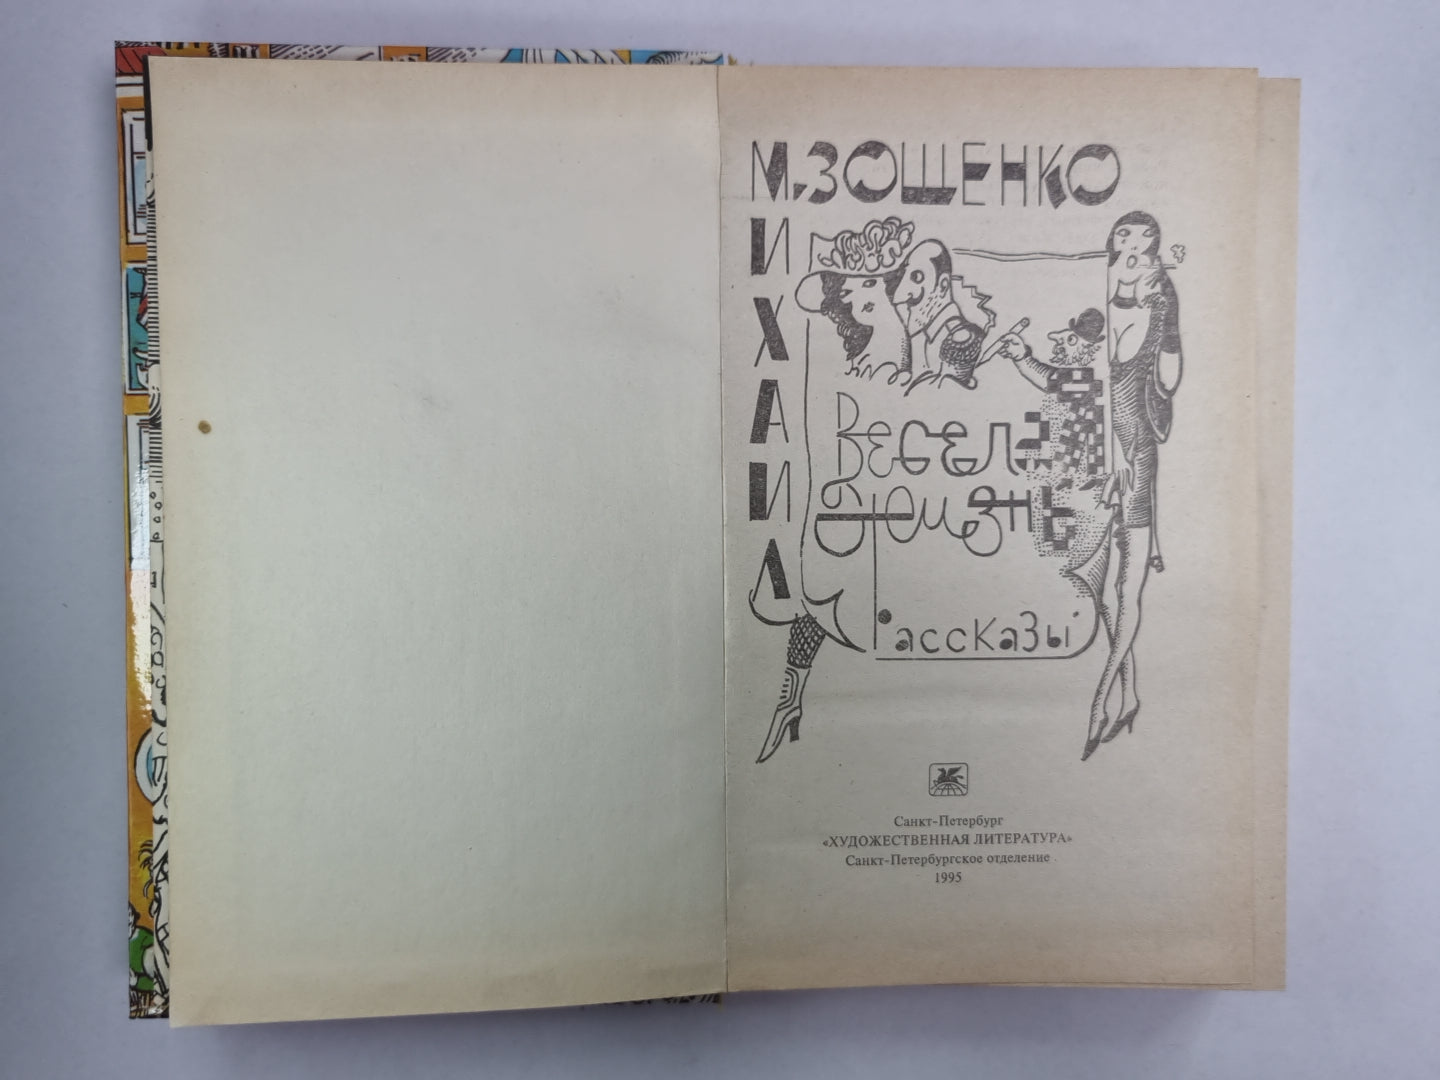 М. ЗОЩЕНКО
МИХАИЛ
Веселая
жизнь
Рассказы
Санкт-Петербург
«ХУДОЖЕСТВЕННАЯ ЛИТЕРАТУРА»
Санкт-Петербургское отделение
1995